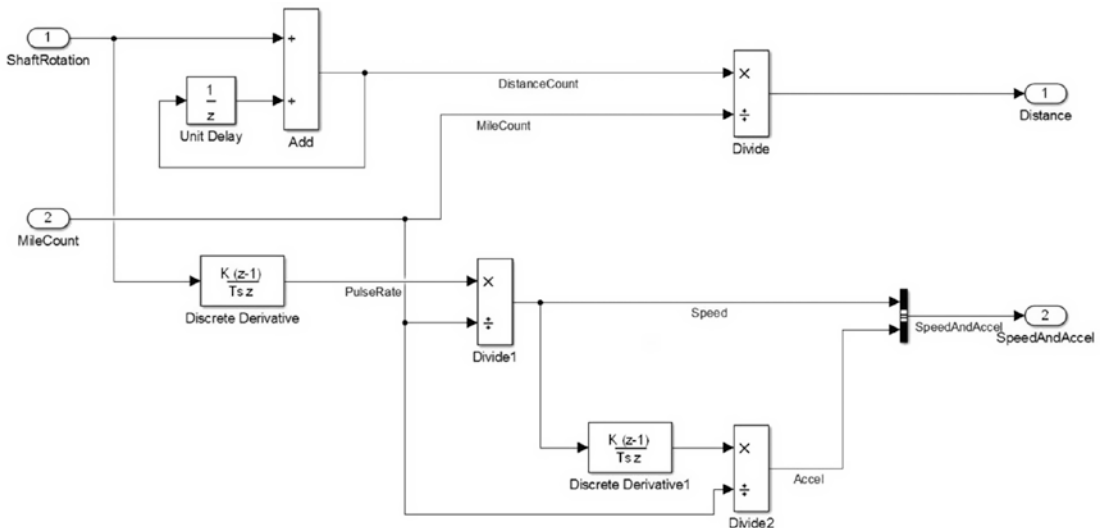 1
ShaftRotation
+
+
1
z
Unit Delay
Add
DistanceCount
MileCount
×
÷
Divide
1
Distance
2
MileCount
K (z-1)
Ts z
Discrete Derivative
PulseRate
×
÷
Divide1
Speed
SpeedAndAccel
2
SpeedAndAccel
K (z-1)
Ts z
Discrete Derivative1
×
÷
Divide2
Accel